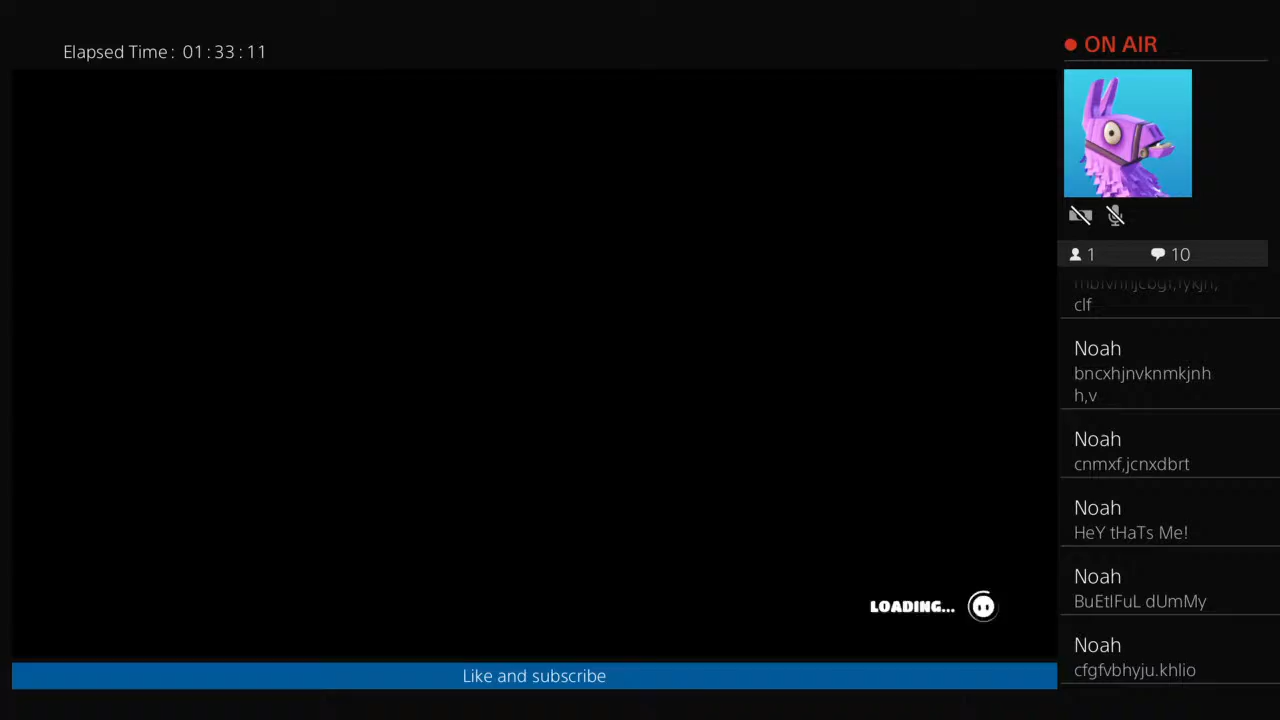 Elapsed Time: 01:33:11
ON AIR
1 10
clf
Noah
bncxhjnvknmkjnh
h,v
Noah
cnmxf,jcnxdbrt
Noah
HeY tHaTs Me!
Noah
BuEtIFuL dUmMy
Noah
cfgfvbhyju.khlio
LOADING...
Like and subscribe